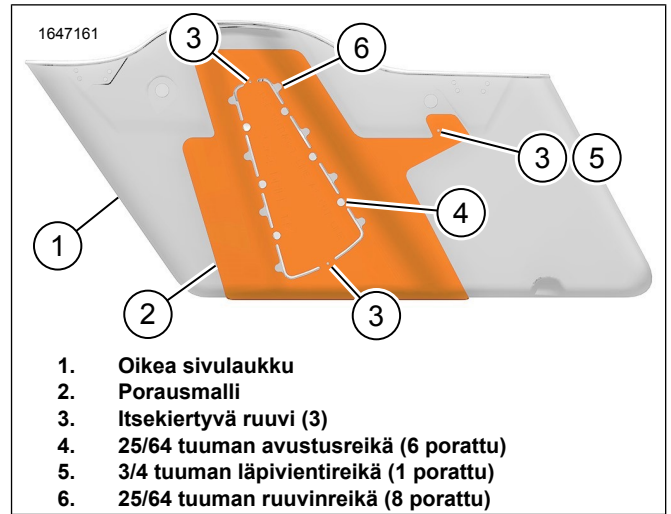 1647161
3
6
3
5
4
1
2
3
1. Oikea sivulaukku
2. Porausmalli
3. Itsekiertyvä ruuvi (3)
4. 25/64 tuuman avustusreikä (6 porattu)
5. 3/4 tuuman läpivientireikä (1 porattu)
6. 25/64 tuuman ruuvinreikä (8 porattu)